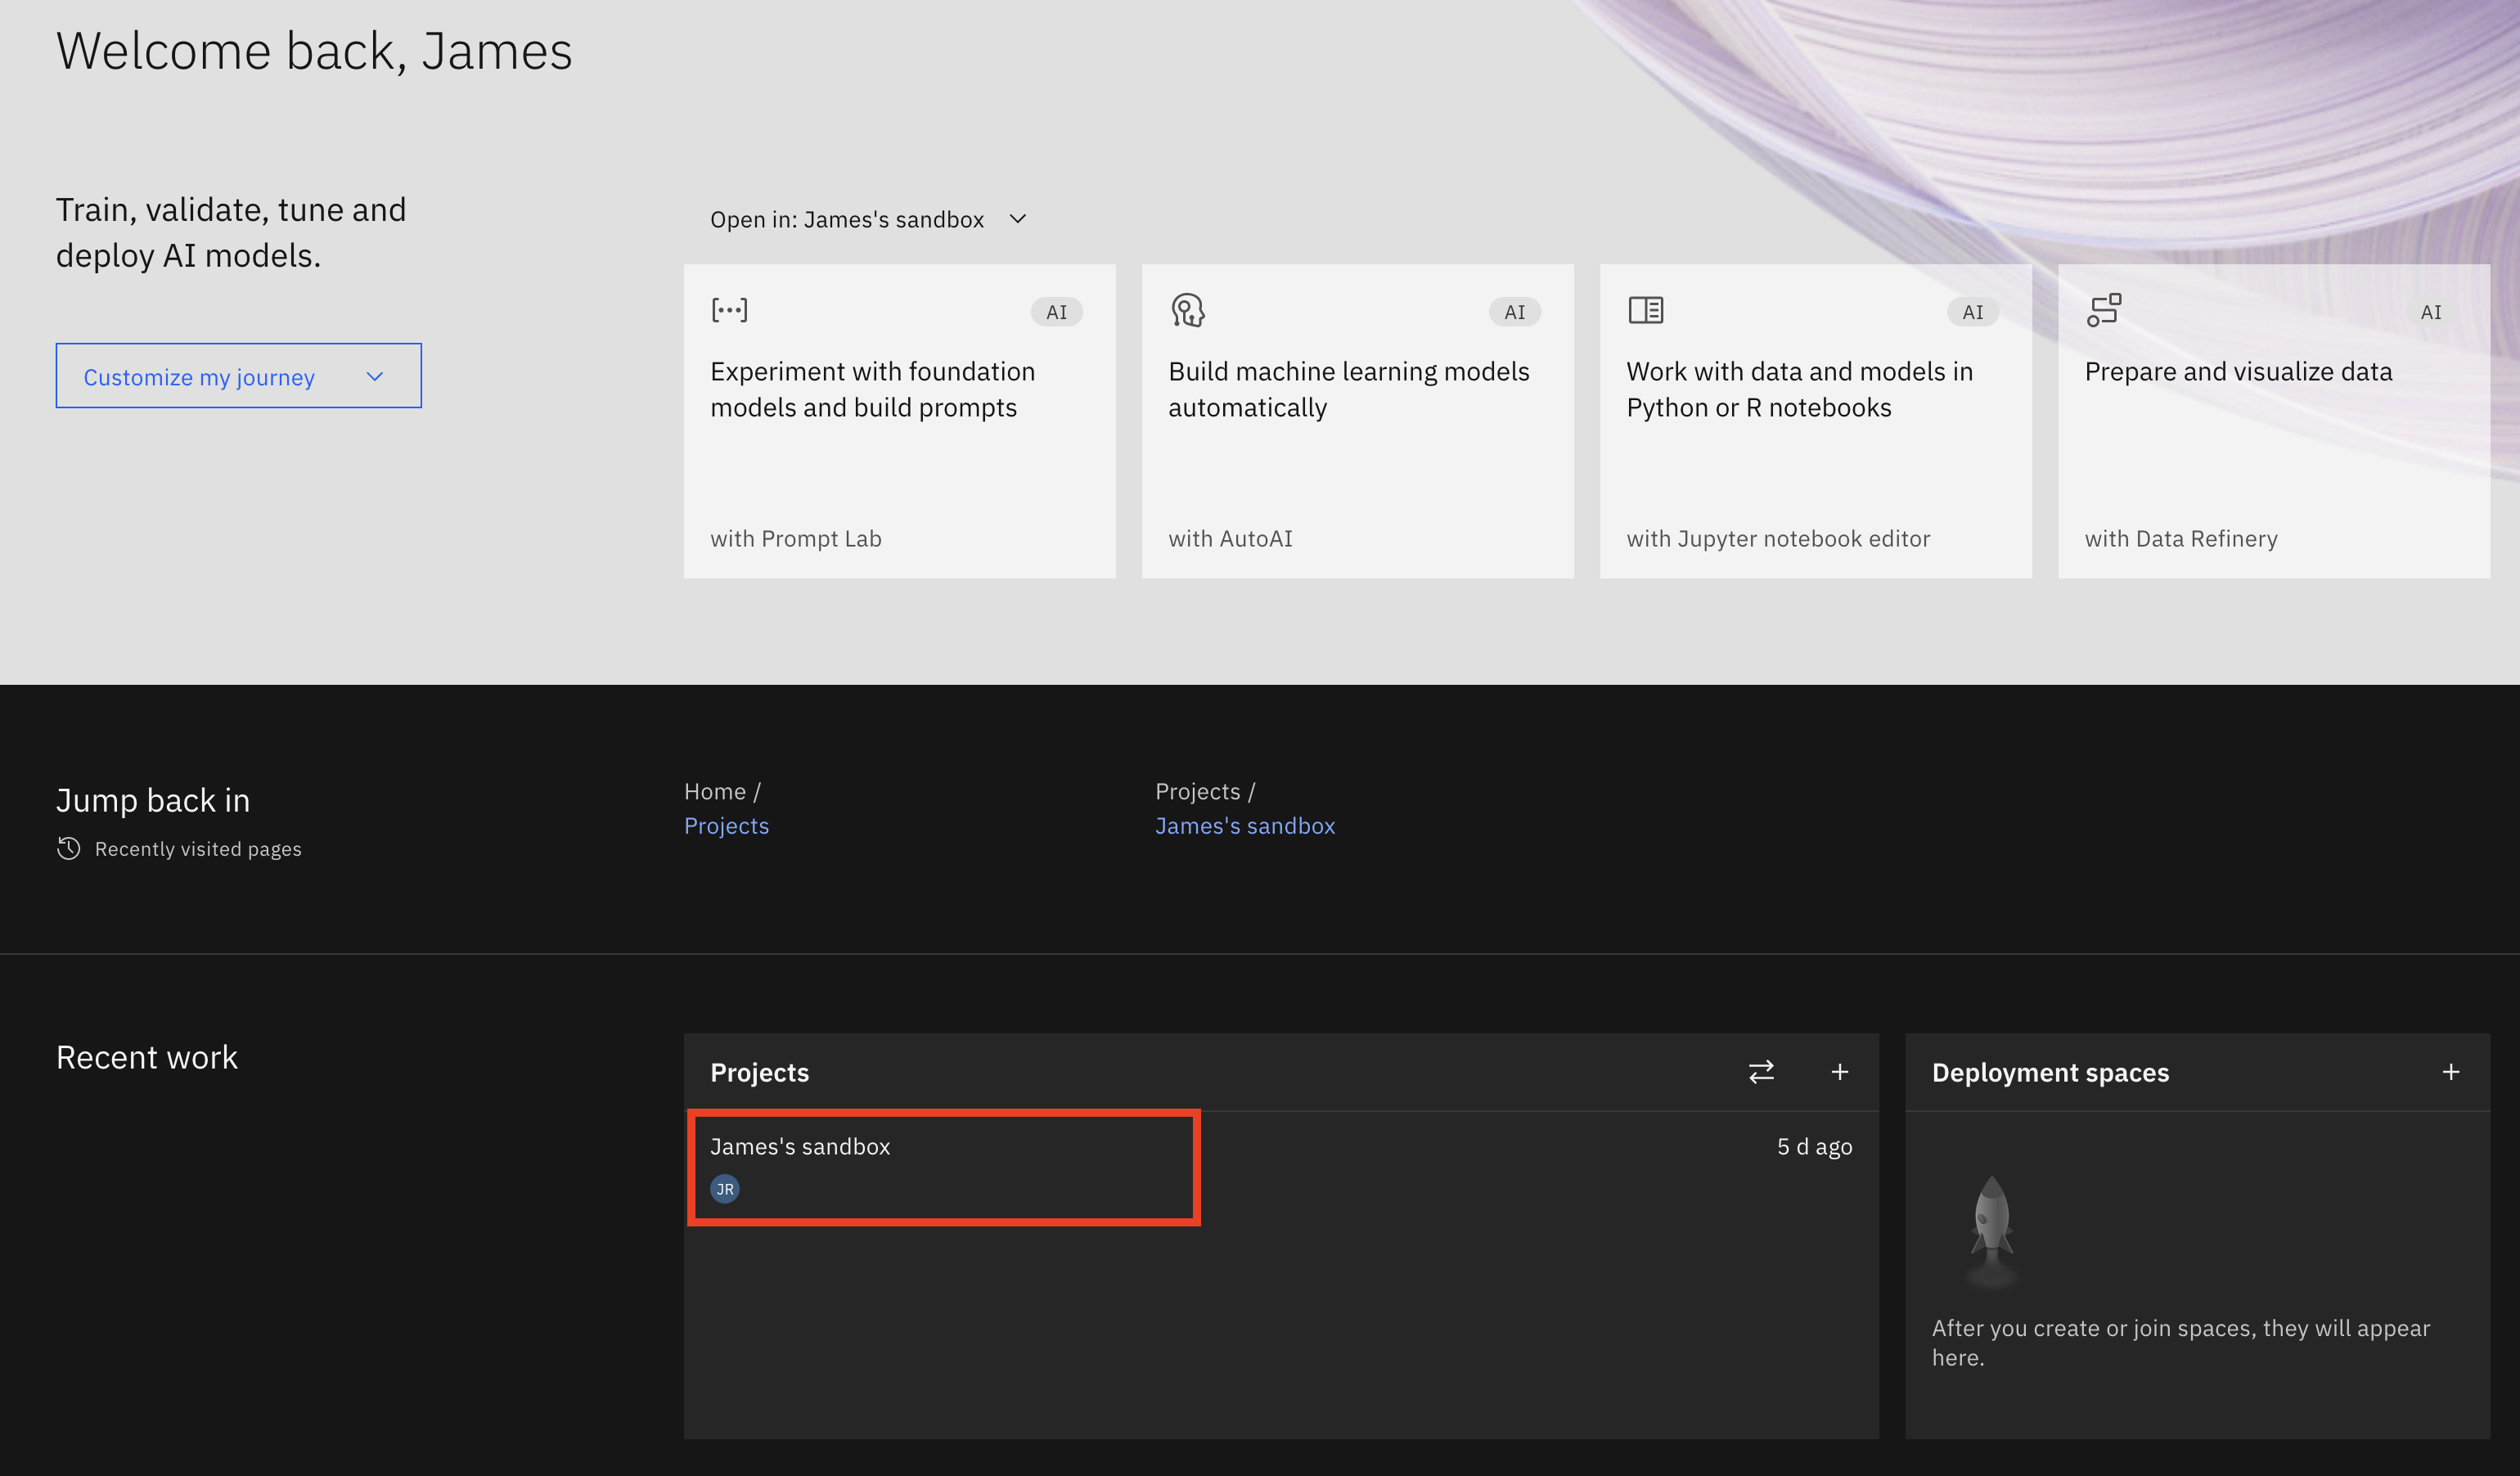 Welcome back, James
Train, validate, tune and
deploy AI models.
Customize my journey
Open in: James's sandbox
AI
Experiment with foundation
models and build prompts
with Prompt Lab
AI
Build machine learning models
automatically
with AutoAI
AI
Work with data and models in
Python or R notebooks
with Jupyter notebook editor
AI
Prepare and visualize data
with Data Refinery
Jump back in
Recently visited pages
Home /
Projects
Projects /
James's sandbox
Recent work
Projects
James's sandbox
5 d ago
JR
Deployment spaces
After you create or join spaces, they will appear
here.